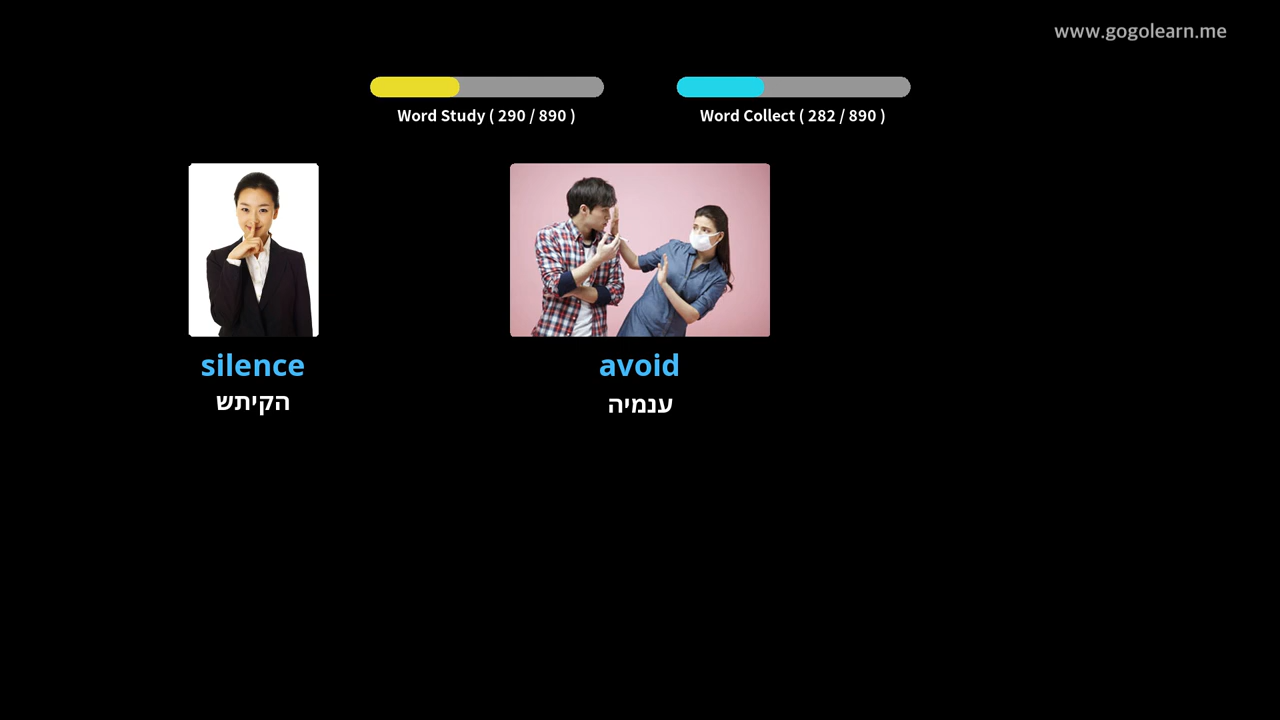 www.gogolearn.me
Word Study ( 290 / 890 )
Word Collect ( 282 / 890 )
silence
הקיתש
avoid
ענמיה